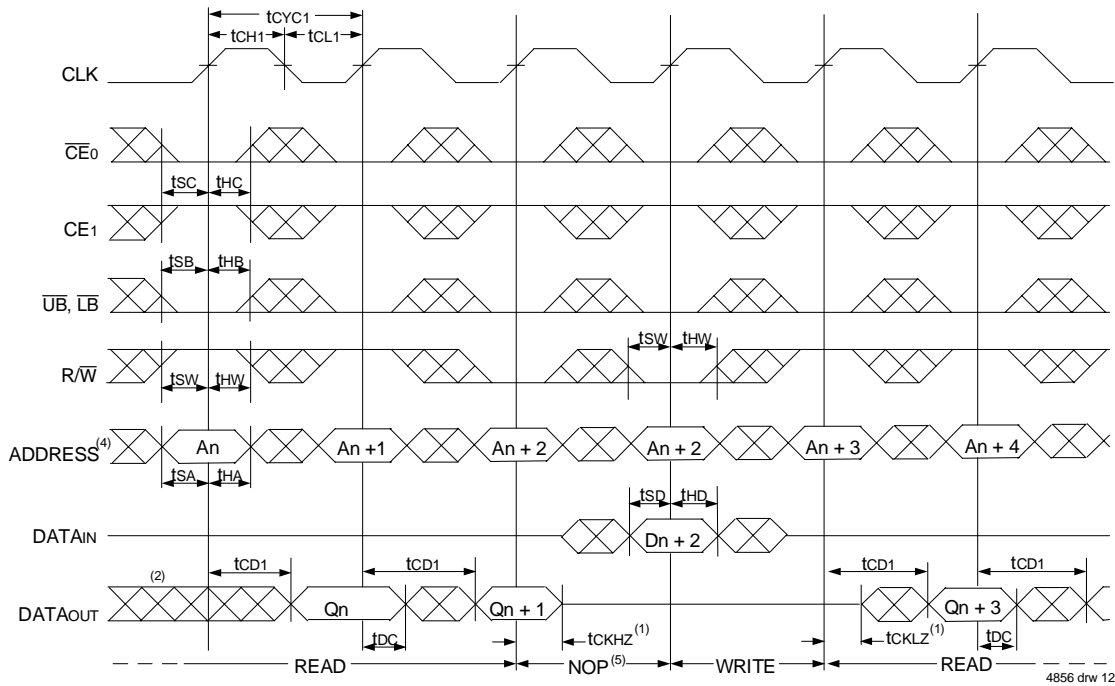 tCYC1
tCH1 tCL1
CLK
CE0
tSC tHC
CE1
tSB tHB
UB, LB
tSW tHW
R/W
tSW tHW
ADDRESS(4) An An +1 An + 2 An + 2 An + 3 An + 4
tSA tHA
tSD tHD
DATAIN Dn + 2
(2) tCD1 tCD1 tCD1 tCD1
DATAOUT Qn Qn + 1 Qn + 3
tDC tCKHZ(1) tCKLZ(1) tDC
READ NOP(5) WRITE READ
4856 drw 12